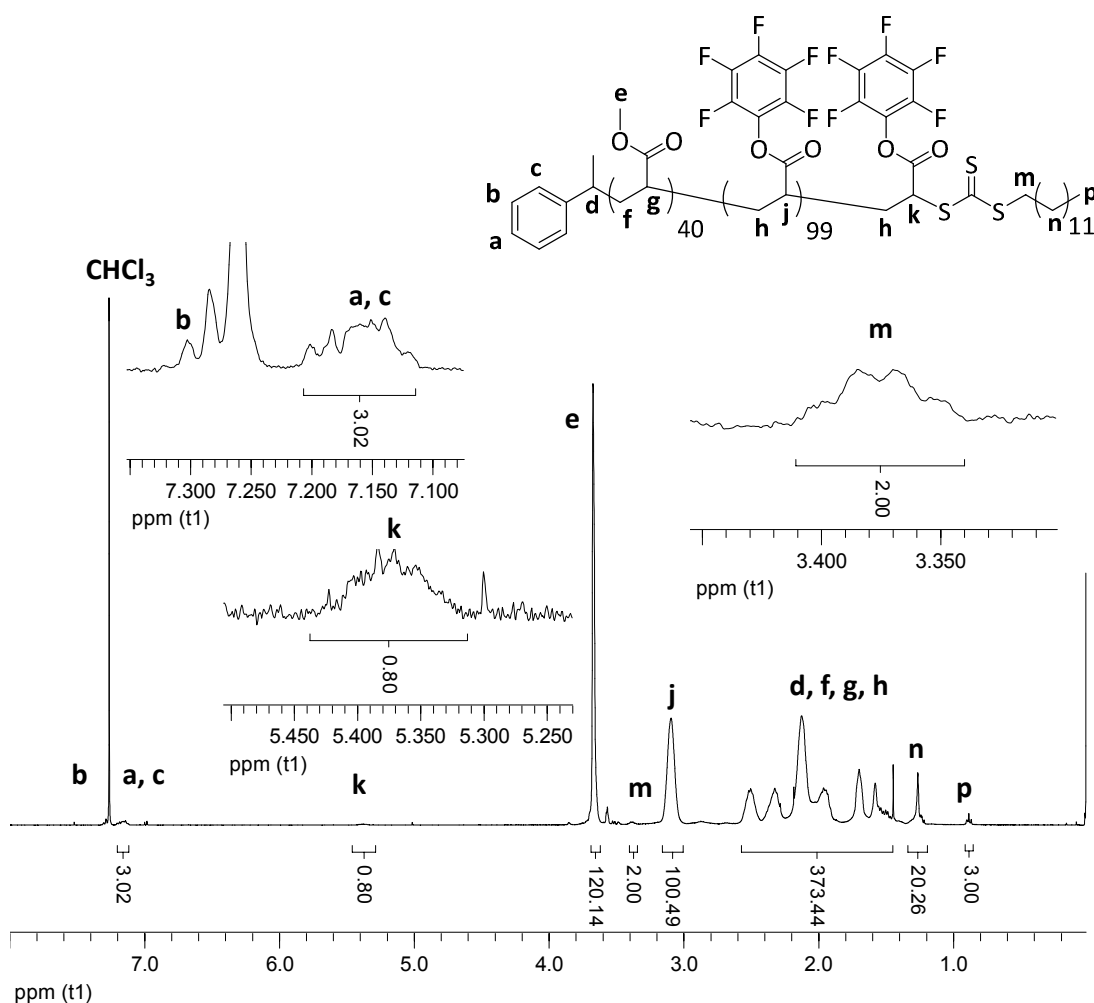 F
F F F F
F F F F
F F
e
O O O O O O
S
c m
b d ( g ) ( j ) k S S ( ) p
f 40 h 99 h n 11
a
CHCl3
b a, c
3.02
7.300 7.250 7.200 7.150 7.100
ppm (t1)
m
2.00
3.400 3.350
ppm (t1)
k
0.80
5.450 5.400 5.350 5.300 5.250
ppm (t1)
e
j
d, f, g, h
n
b a, c k m p
3.02 0.80 120.14 2.00 100.49 373.44 20.26 3.00
7.0 6.0 5.0 4.0 3.0 2.0 1.0
ppm (t1)